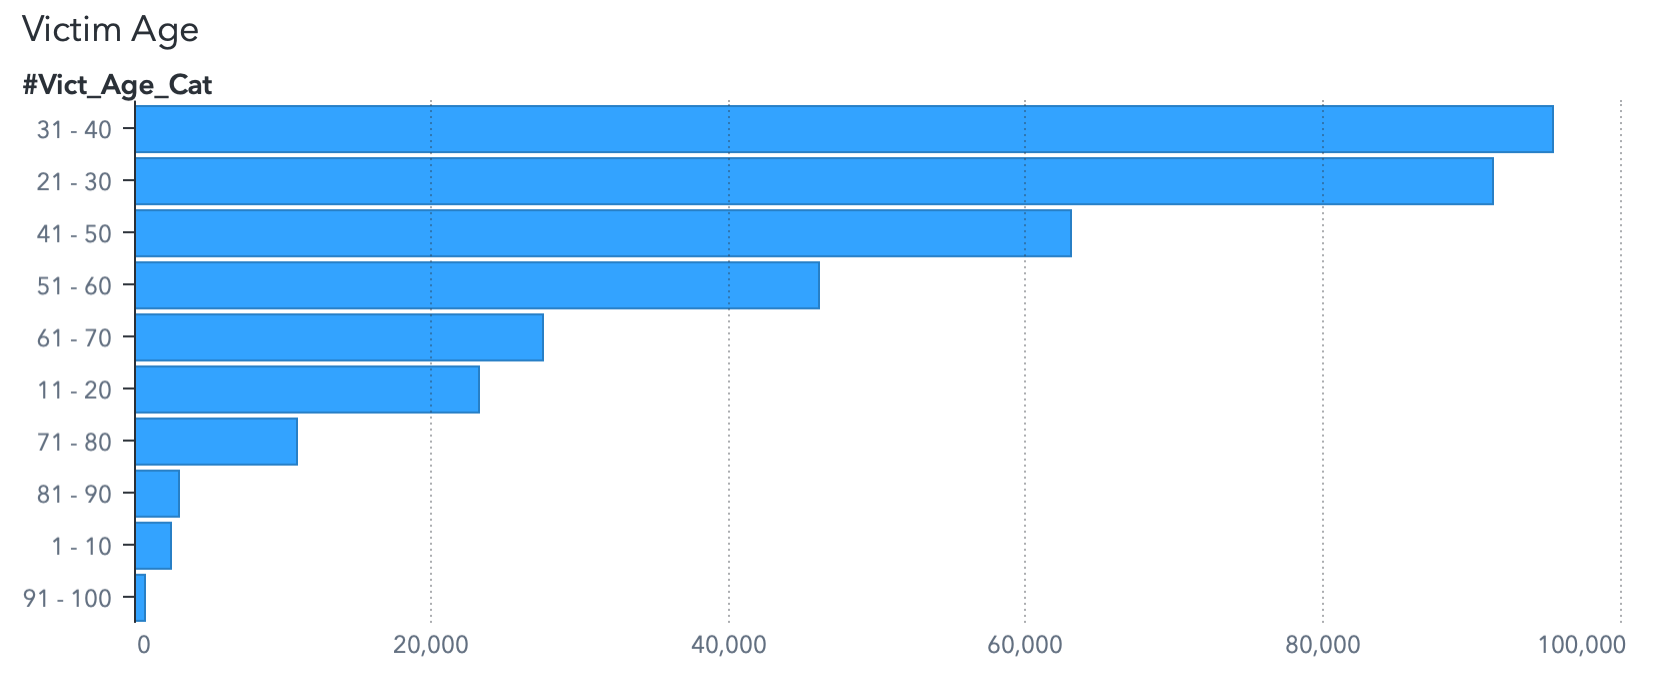 Victim Age
#Vict_Age_Cat
31 - 40
21 - 30
41 - 50
51 - 60
61 - 70
11 - 20
71 - 80
81 - 90
1 - 10
91 - 100
0 20,000 40,000 60,000 80,000 100,000